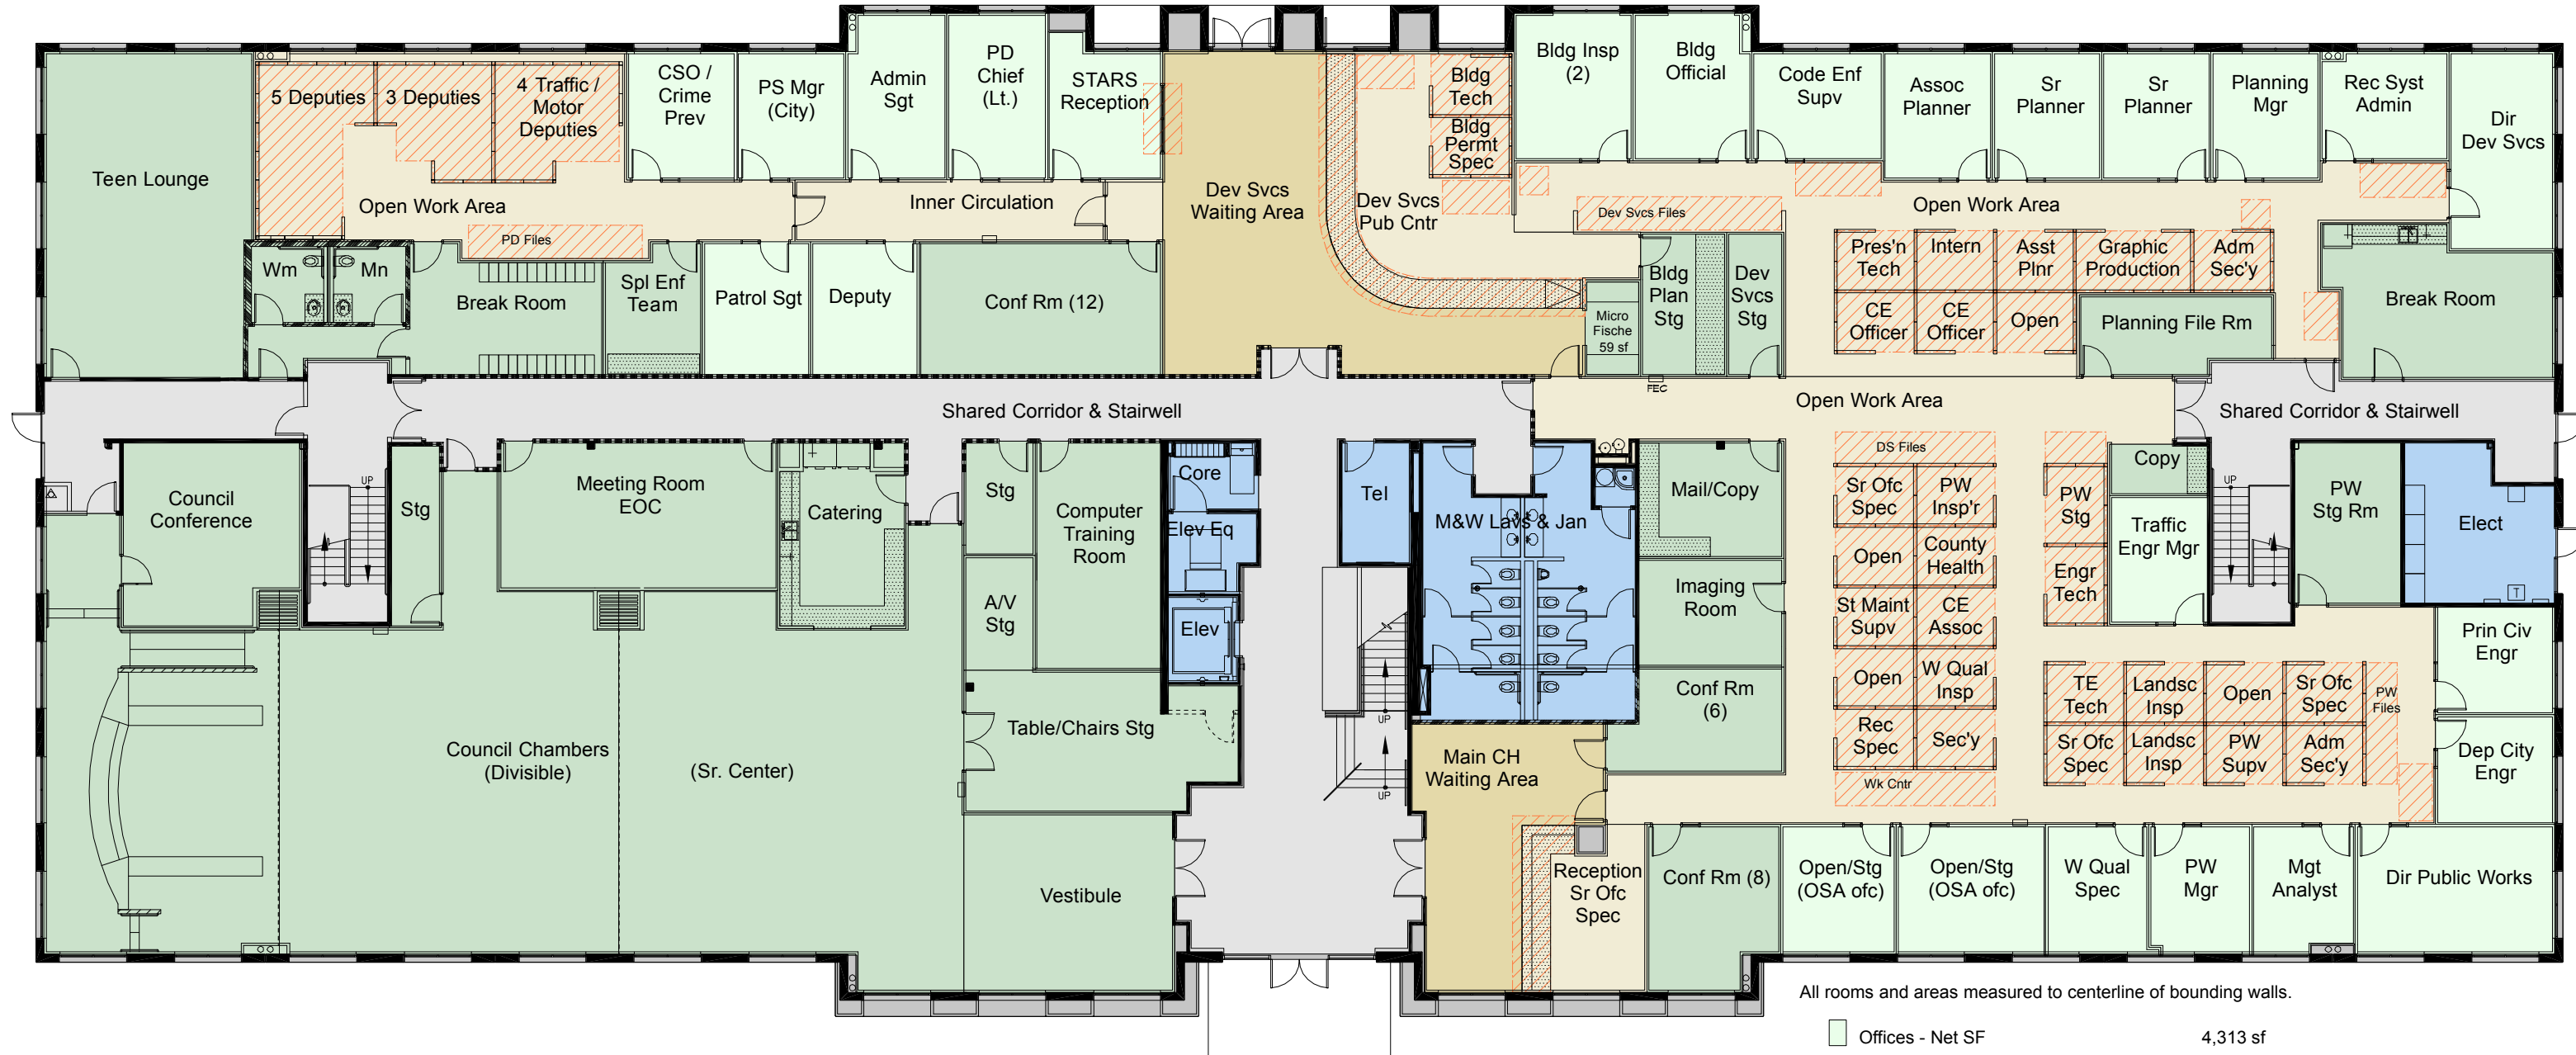 5 Deputies
3 Deputies
4 Traffic /
Motor
Deputies
CSO /
Crime
Prev
PS Mgr
(City)
Admin
Sgt
PD
Chief
(Lt.)
STARS
Reception
Bldg
Tech
Bldg
Permt
Spec
Bldg Insp
(2)
Bldg
Official
Code Enf
Supv
Assoc
Planner
Sr
Planner
Sr
Planner
Planning
Mgr
Rec Syst
Admin
Dir
Dev Svcs
Teen Lounge
Open Work Area
Inner Circulation
Dev Svcs
Waiting Area
Dev Svcs
Pub Cntr
Dev Svcs Files
Open Work Area
PD Files
Wm
Mn
Break Room
Spl Enf
Team
Patrol Sgt
Deputy
Conf Rm (12)
Micro
Fische
59 sf
Bldg
Plan
Stg
Dev
Svcs
Stg
Pres'n
Tech
Intern
Asst
Plnr
Graphic
Production
Adm
Sec'y
CE
Officer
CE
Officer
Open
Planning File Rm
Break Room
FEC
Shared Corridor & Stairwell
Open Work Area
Shared Corridor & Stairwell
Council
Conference
UP
Stg
Meeting Room
EOC
Catering
Stg
Computer
Training
Room
A/V
Stg
Core
Elev Eq
Elev
Tel
M&W Lavs & Jan
Mail/Copy
Imaging
Room
Conf Rm
(6)
DS Files
Sr Ofc
Spec
PW
Insp'r
Open
County
Health
St Maint
Supv
CE
Assoc
Open
W Qual
Insp
Rec
Spec
Sec'y
Wk Cntr
PW
Stg
Engr
Tech
Copy
Traffic
Engr Mgr
UP
PW
Stg Rm
Elect
T
Prin Civ
Engr
TE
Tech
Landsc
Insp
Open
Sr Ofc
Spec
PW
Files
Sr Ofc
Spec
Landsc
Insp
PW
Supv
Adm
Sec'y
Dep City
Engr
Council Chambers
(Divisible)
(Sr. Center)
Table/Chairs Stg
UP
UP
Main CH
Waiting Area
Vestibule
Reception
Sr Ofc
Spec
Conf Rm (8)
Open/Stg
(OSA ofc)
Open/Stg
(OSA ofc)
W Qual
Spec
PW
Mgr
Mgt
Analyst
Dir Public Works
All rooms and areas measured to centerline of bounding walls.
Offices - Net SF 4,313 sf